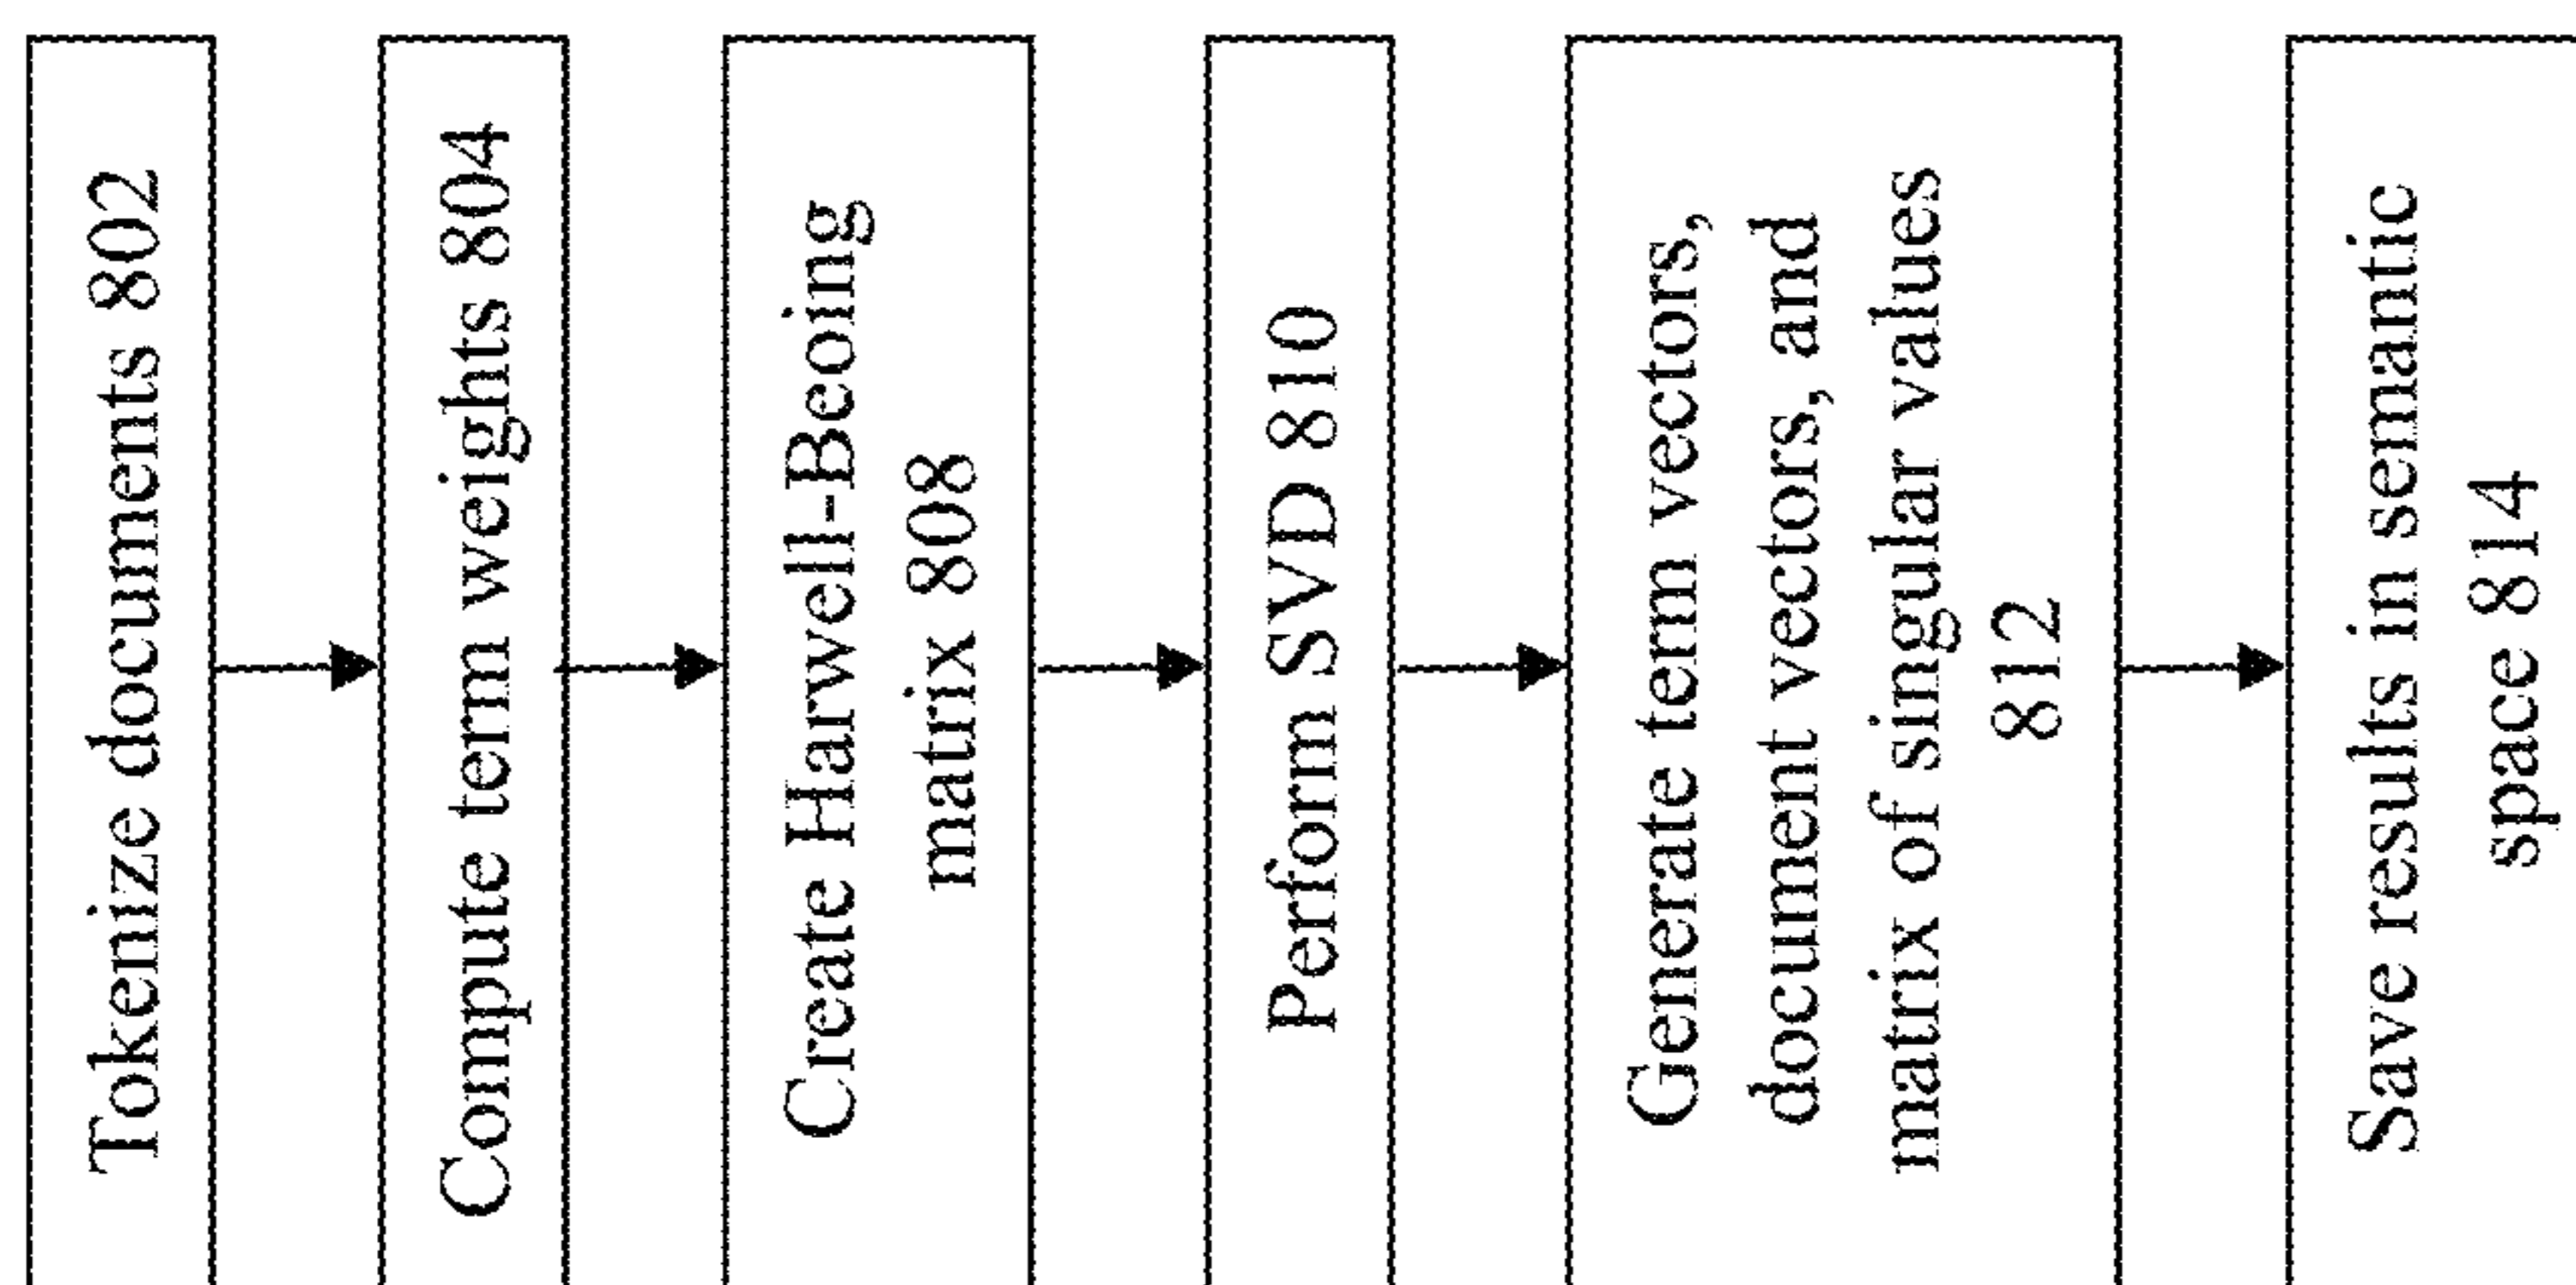 Tokenize documents 802
Compute term weights 804
Create Harwell-Beoing
matrix 808
Perform SVD 810
Generate term vectors,
document vectors, and
matrix of singular values
812
Save results in semantic
space 814